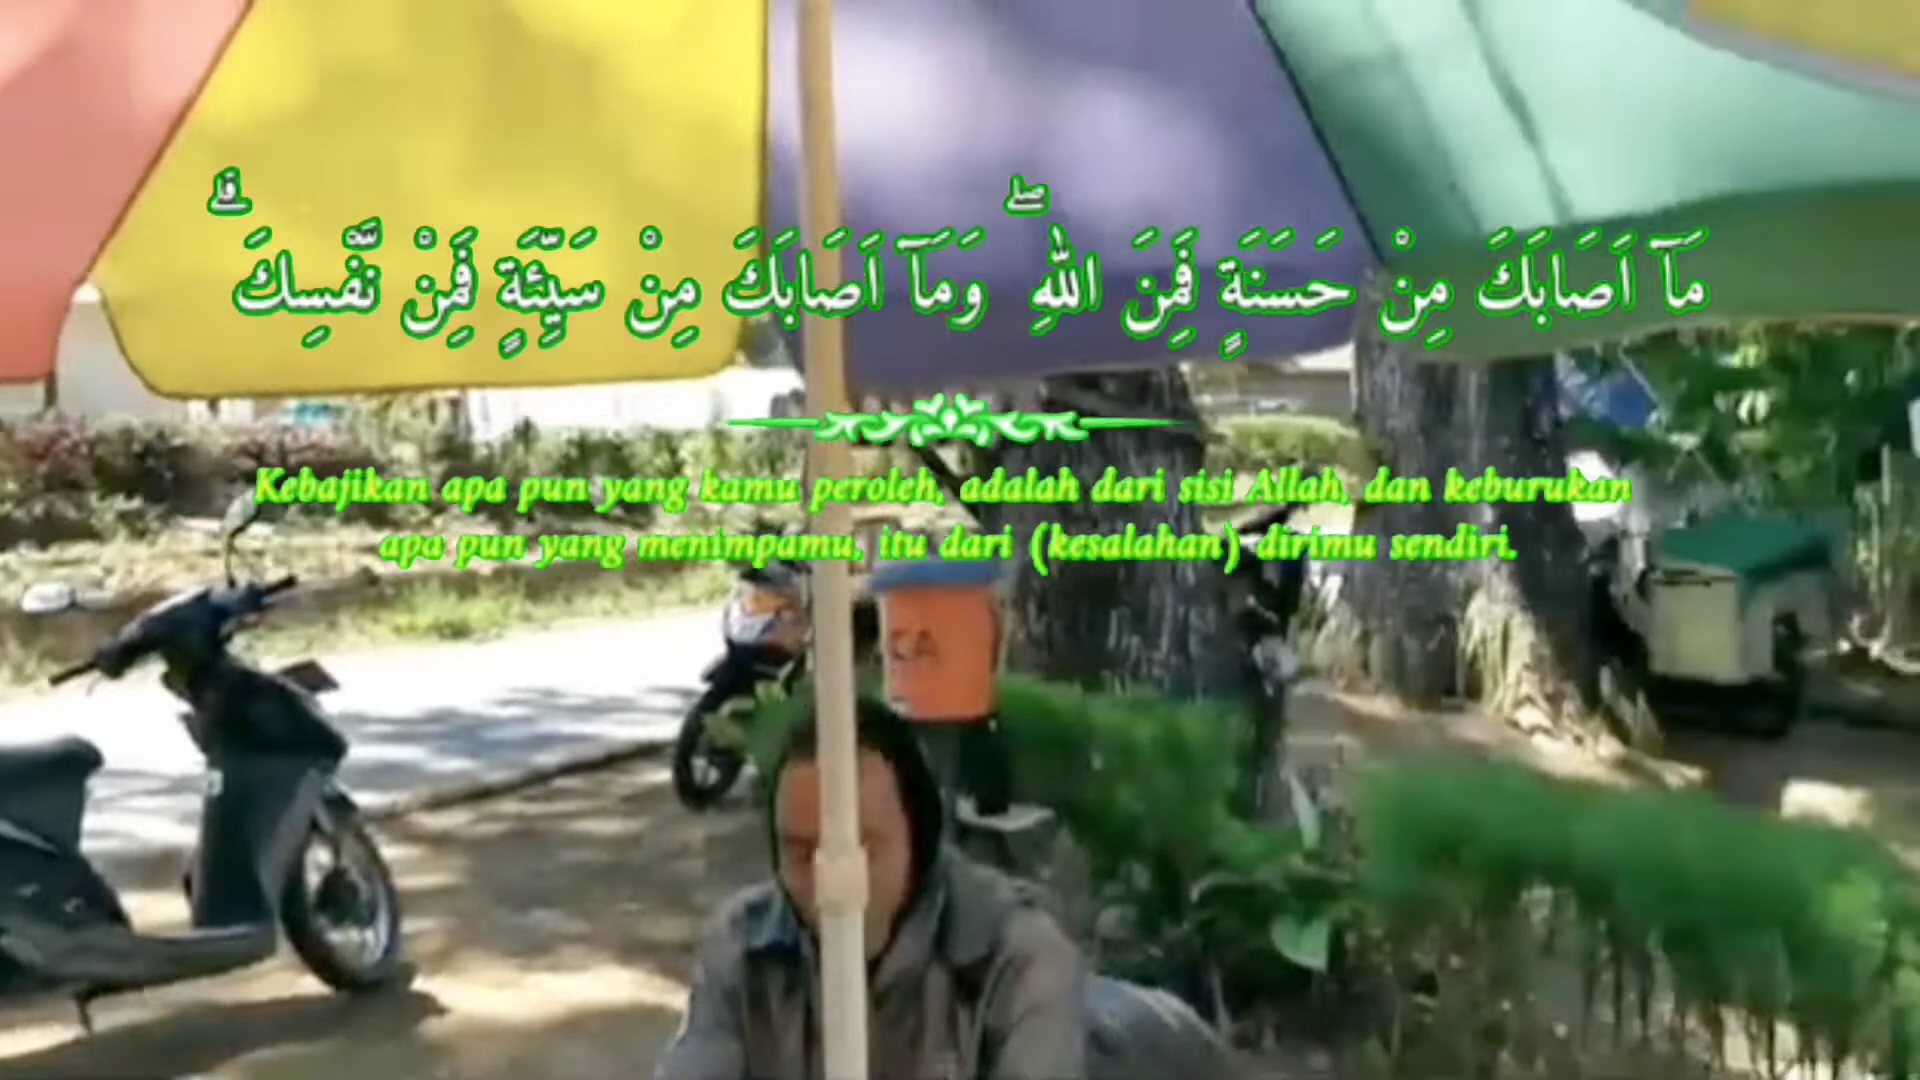 مَآ اَصَابَكَ مِنْ حَسَنَةٍ فَمِنَ اللّٰهِ ۖ وَمَآ اَصَابَكَ مِنْ سَيِّئَةٍ فَمِنْ نَّفْسِكَ ۗ
Kebajikan apa pun yang kamu peroleh, adalah dari sisi Allah, dan keburukan
apa pun yang menimpamu, itu dari (kesalahan) dirimu sendiri.